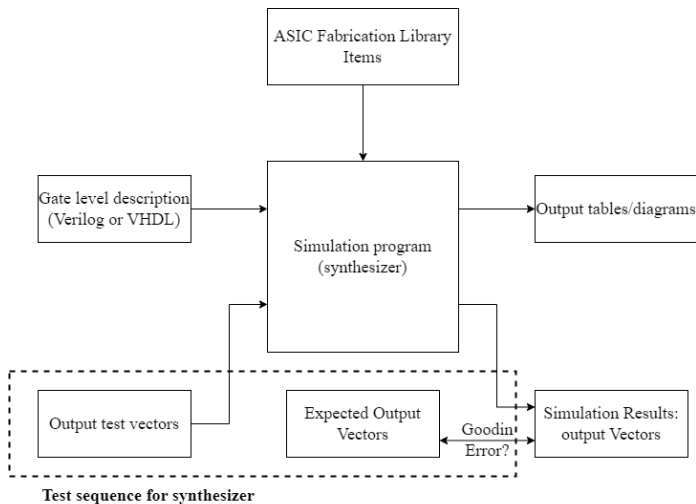 ASIC Fabrication Library
Items
Gate level description
(Verilog or VHDL)
Simulation program
(synthesizer)
Output tables/diagrams
Output test vectors
Expected Output
Vectors
Goodin
Error?
Simulation Results:
output Vectors
Test sequence for synthesizer